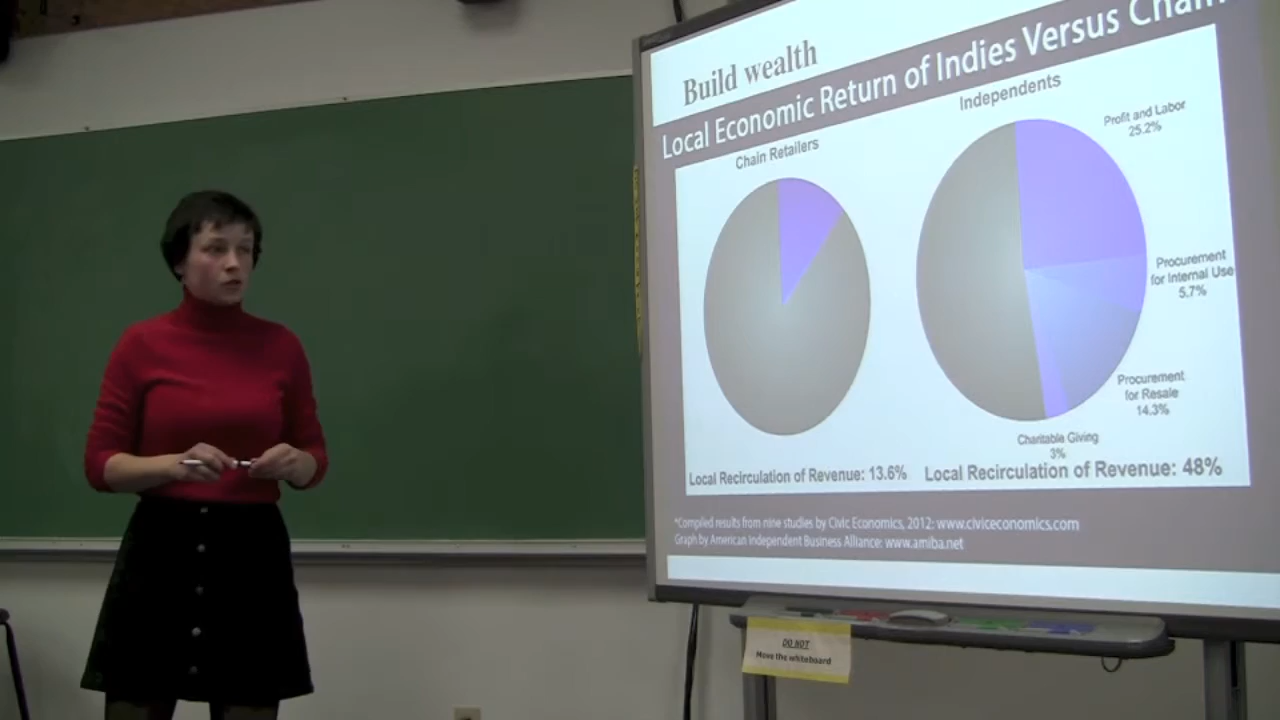 Build wealth
Local Economic Return of Indies Versus Chain
Chain Retailers
Independents
Profit and Labor
25.2%
Procurement
for Internal Use
5.7%
Procurement
for Resale
14.3%
Charitable Giving
3%
Local Recirculation of Revenue: 13.6%
Local Recirculation of Revenue: 48%
*Compiled results from nine studies by Civic Economics, 2012: www.civiceconomics.com
Graph by American Independent Business Alliance: www.amiba.net
DO NOT
Move the whiteboard